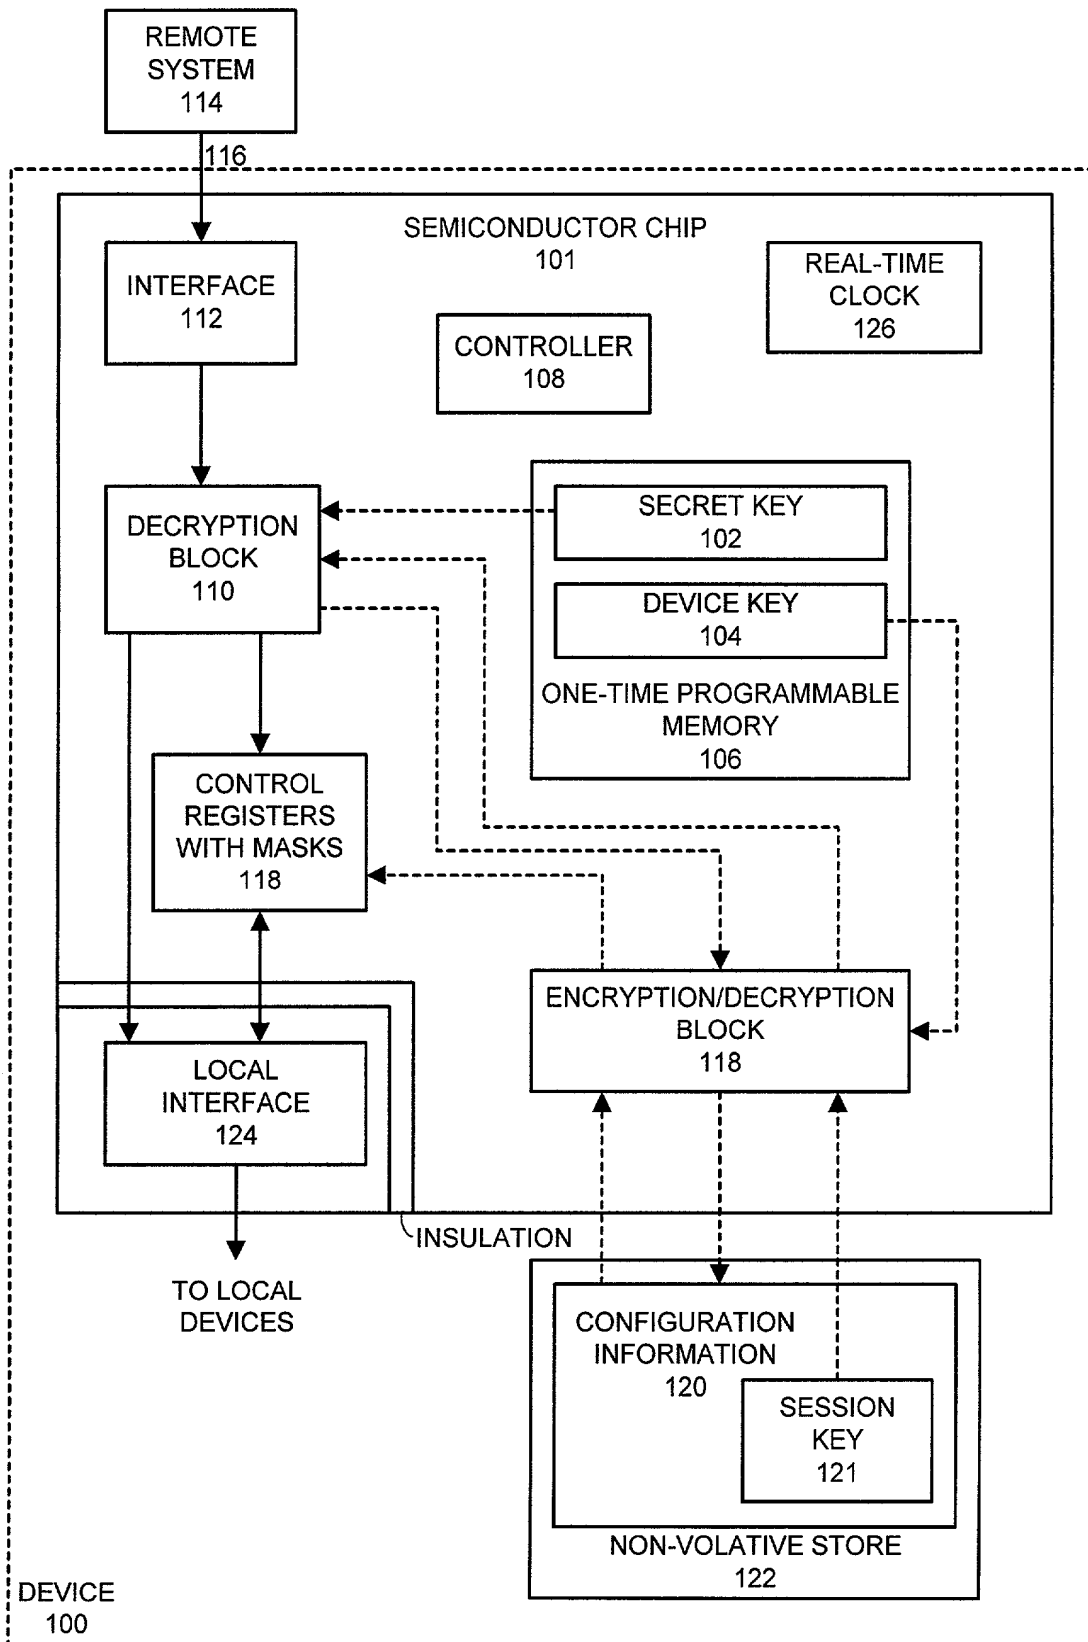 REMOTE
SYSTEM
114
116
SEMICONDUCTOR CHIP
101
INTERFACE
112
REAL-TIME
CLOCK
126
CONTROLLER
108
DECRYPTION
BLOCK
110
SECRET KEY
102
DEVICE KEY
104
ONE-TIME PROGRAMMABLE
MEMORY
106
CONTROL
REGISTERS
WITH MASKS
118
ENCRYPTION/DECRYPTION
BLOCK
118
LOCAL
INTERFACE
124
INSULATION
TO LOCAL
DEVICES
CONFIGURATION
INFORMATION
120
SESSION
KEY
121
NON-VOLATIVE STORE
122
DEVICE
100